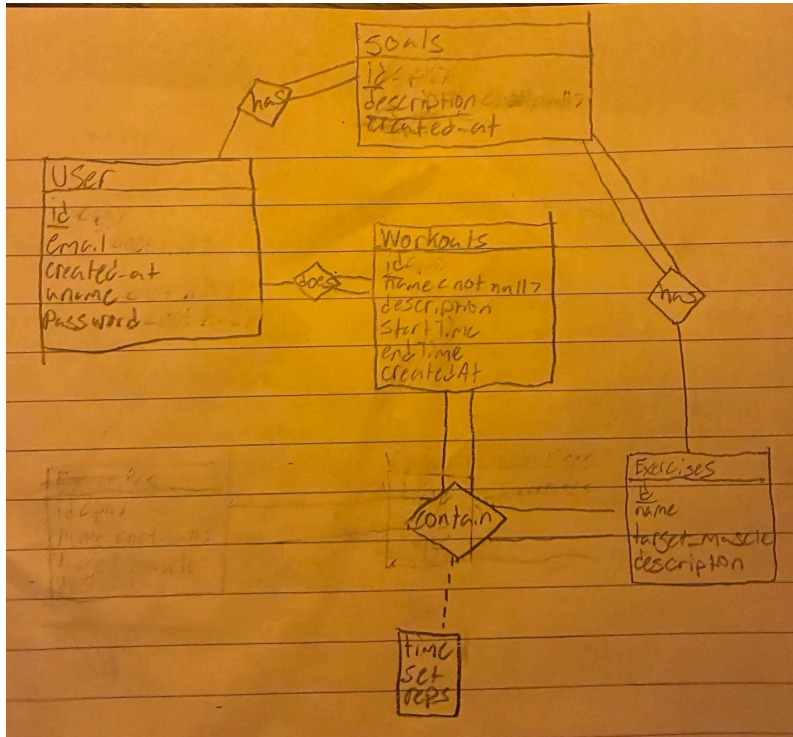 Goals
id
description
created-at
has
User
id
email
created-at
uname
Password
does
Workouts
id
name <not null>
description
StartTime
endTime
createdAt
has
Exercises
id
name
target_muscle
description
contain
time
set
reps